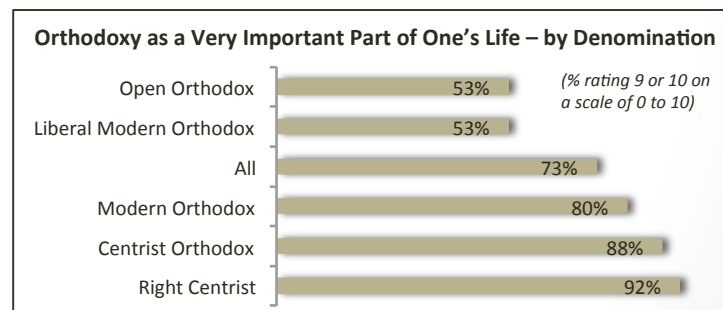 Orthodoxy as a Very Important Part of One’s Life – by Denomination
(% rating 9 or 10 on
a scale of 0 to 10)
Open Orthodox 53%
Liberal Modern Orthodox 53%
All 73%
Modern Orthodox 80%
Centrist Orthodox 88%
Right Centrist 92%